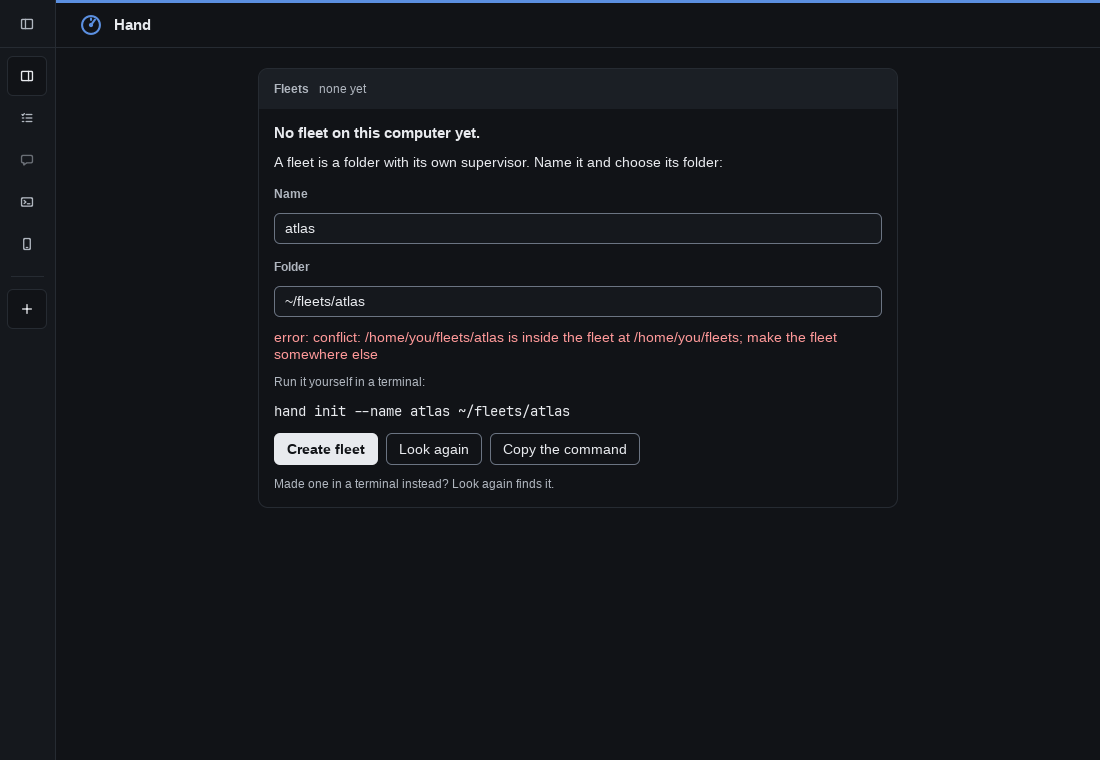 Hand
Fleets none yet
No fleet on this computer yet.
A fleet is a folder with its own supervisor. Name it and choose its folder:
Name
atlas
Folder
~/fleets/atlas
error: conflict: /home/you/fleets/atlas is inside the fleet at /home/you/fleets; make the fleet
somewhere else
Run it yourself in a terminal:
hand init --name atlas ~/fleets/atlas
Create fleet Look again Copy the command
Made one in a terminal instead? Look again finds it.